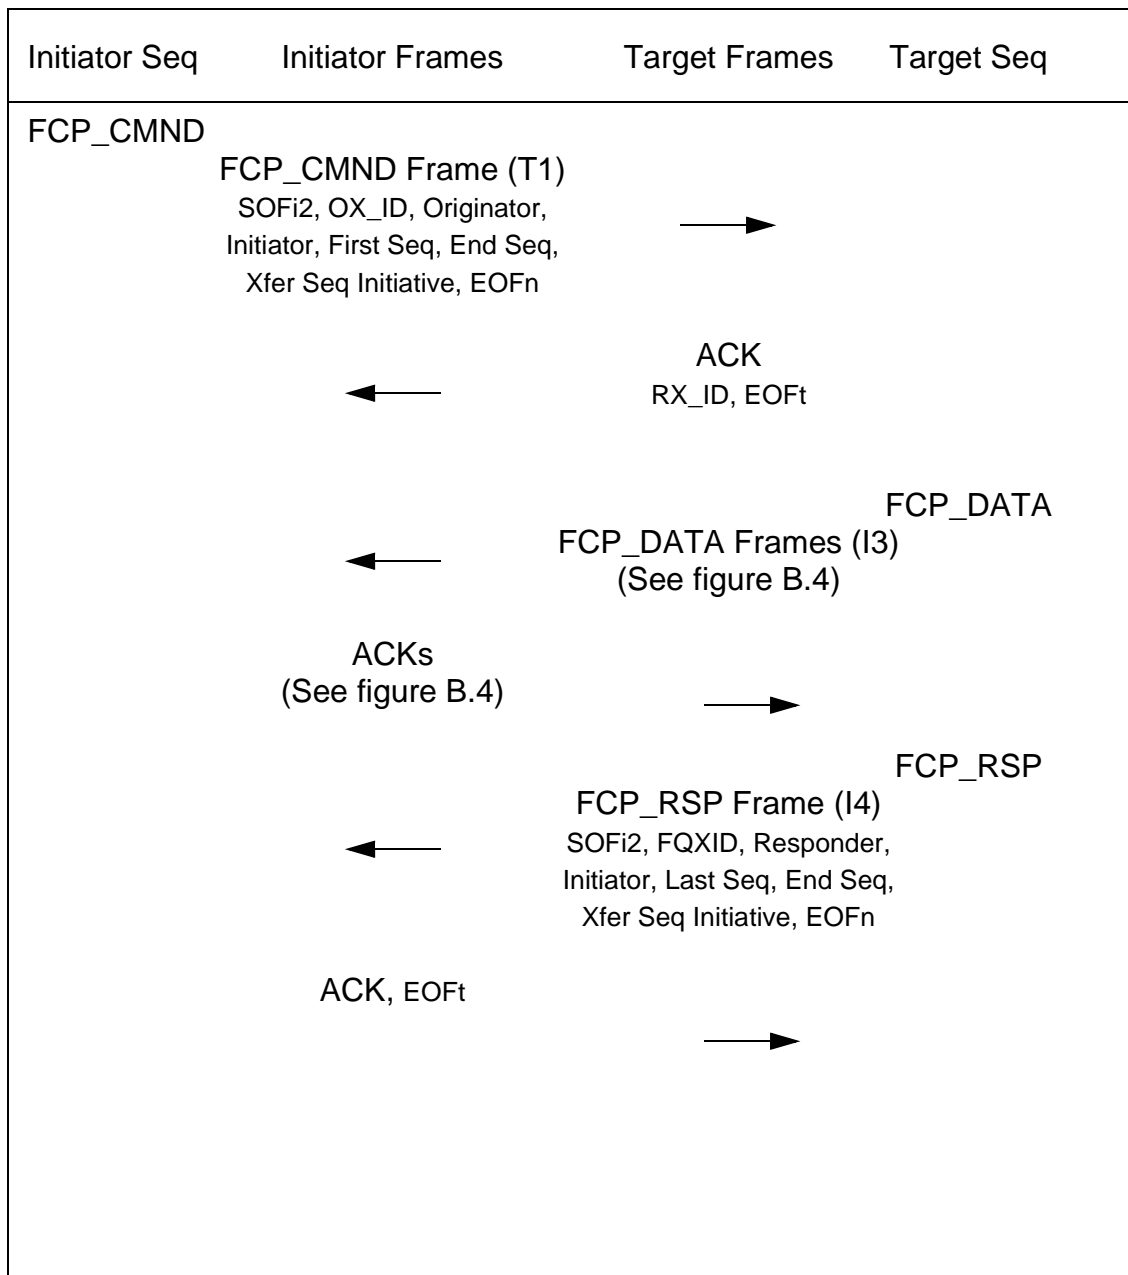 Initiator Seq Initiator Frames Target Frames Target Seq
FCP_CMND
FCP_CMND Frame (T1)
SOFi2, OX_ID, Originator,
Initiator, First Seq, End Seq,
Xfer Seq Initiative, EOFn
ACK
RX_ID, EOFt
FCP_DATA
FCP_DATA Frames (I3)
(See figure B.4)
ACKs
(See figure B.4)
FCP_RSP
FCP_RSP Frame (I4)
SOFi2, FQXID, Responder,
Initiator, Last Seq, End Seq,
Xfer Seq Initiative, EOFn
ACK, EOFt